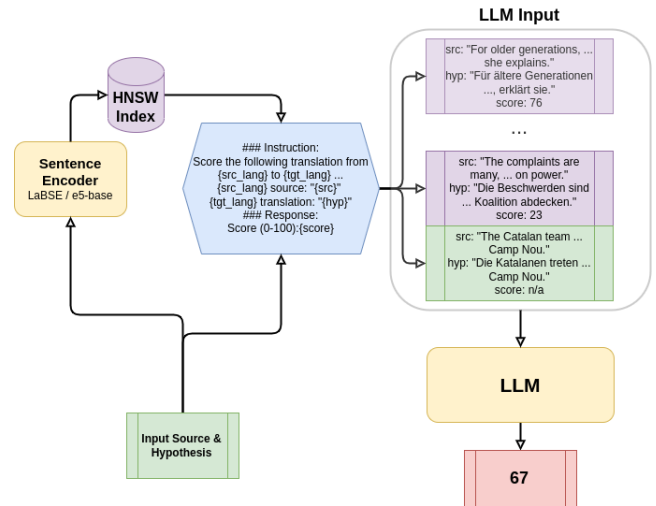 LLM Input
src: "For older generations, ...
she explains."
hyp: "Für ältere Generationen
..., erklärt sie."
score: 76
...
src: "The complaints are
many, ... on power."
hyp: "Die Beschwerden sind
... Koalition abdecken."
score: 23
src: "The Catalan team ...
Camp Nou."
hyp: "Die Katalanen treten ...
Camp Nou."
score: n/a
HNSW
Index
Sentence
Encoder
LaBSE / e5-base
### Instruction:
Score the following translation from
{src_lang} to {tgt_lang} ...
{src_lang} source: "{src}"
{tgt_lang} translation: "{hyp}"
### Response:
Score (0-100):{score}
Input Source &
Hypothesis
LLM
67